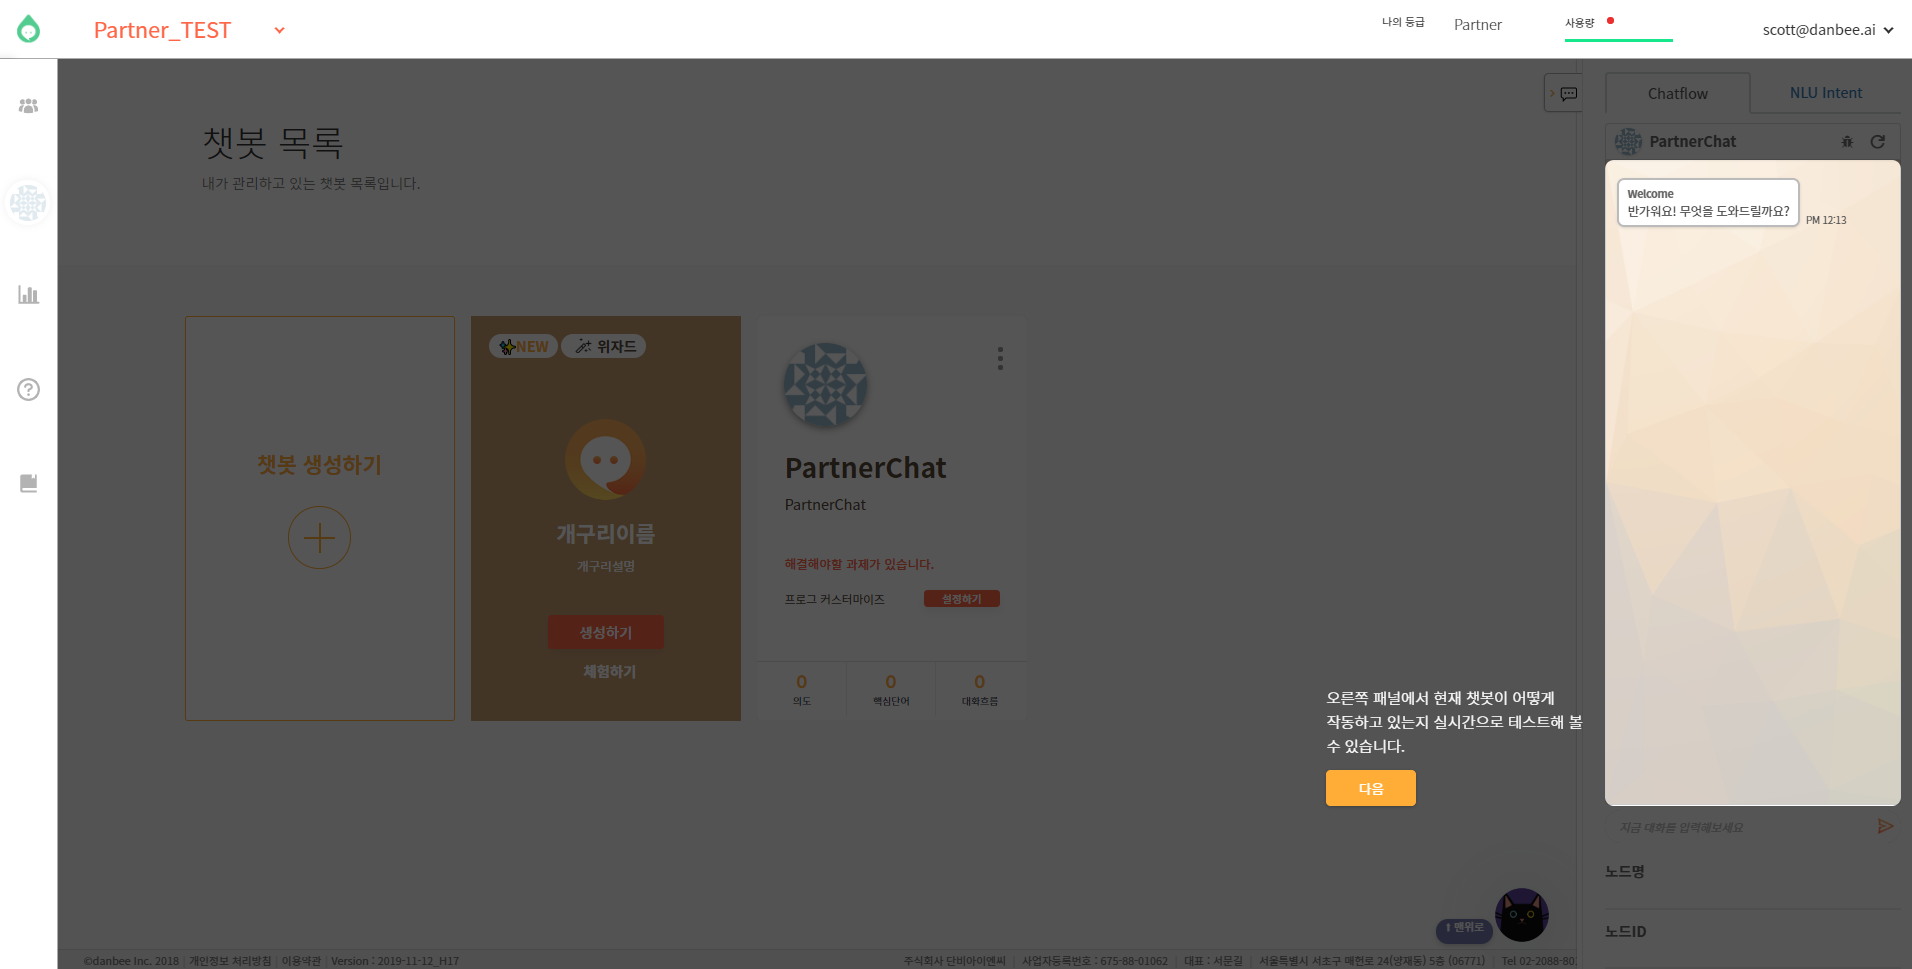 Partner_TEST
나의 등급
Partner
사용량
scott@danbee.ai
챗봇 목록
내가 관리하고 있는 챗봇 목록입니다.
챗봇 생성하기
NEW
위자드
개구리이름
개구리설명
생성하기
체험하기
PartnerChat
PartnerChat
해결해야할 과제가 있습니다.
프로그 커스터마이즈
설정하기
0
의도
0
핵심단어
0
대화흐름
오른쪽 패널에서 현재 챗봇이 어떻게
작동하고 있는지 실시간으로 테스트해 볼
수 있습니다.
다음
Chatflow
NLU Intent
PartnerChat
Welcome
반가워요! 무엇을 도와드릴까요?
PM 12:13
지금 대화를 입력해보세요
노드명
노드ID
맨위로
©danbee Inc. 2018 | 개인정보 처리방침 | 이용약관 | Version : 2019-11-12_H17
주식회사 단비아이엔씨 | 사업자등록번호 : 675-88-01062 | 대표 : 서문길 | 서울특별시 서초구 매헌로 24(양재동) 5층 (06771) | Tel 02-2088-80